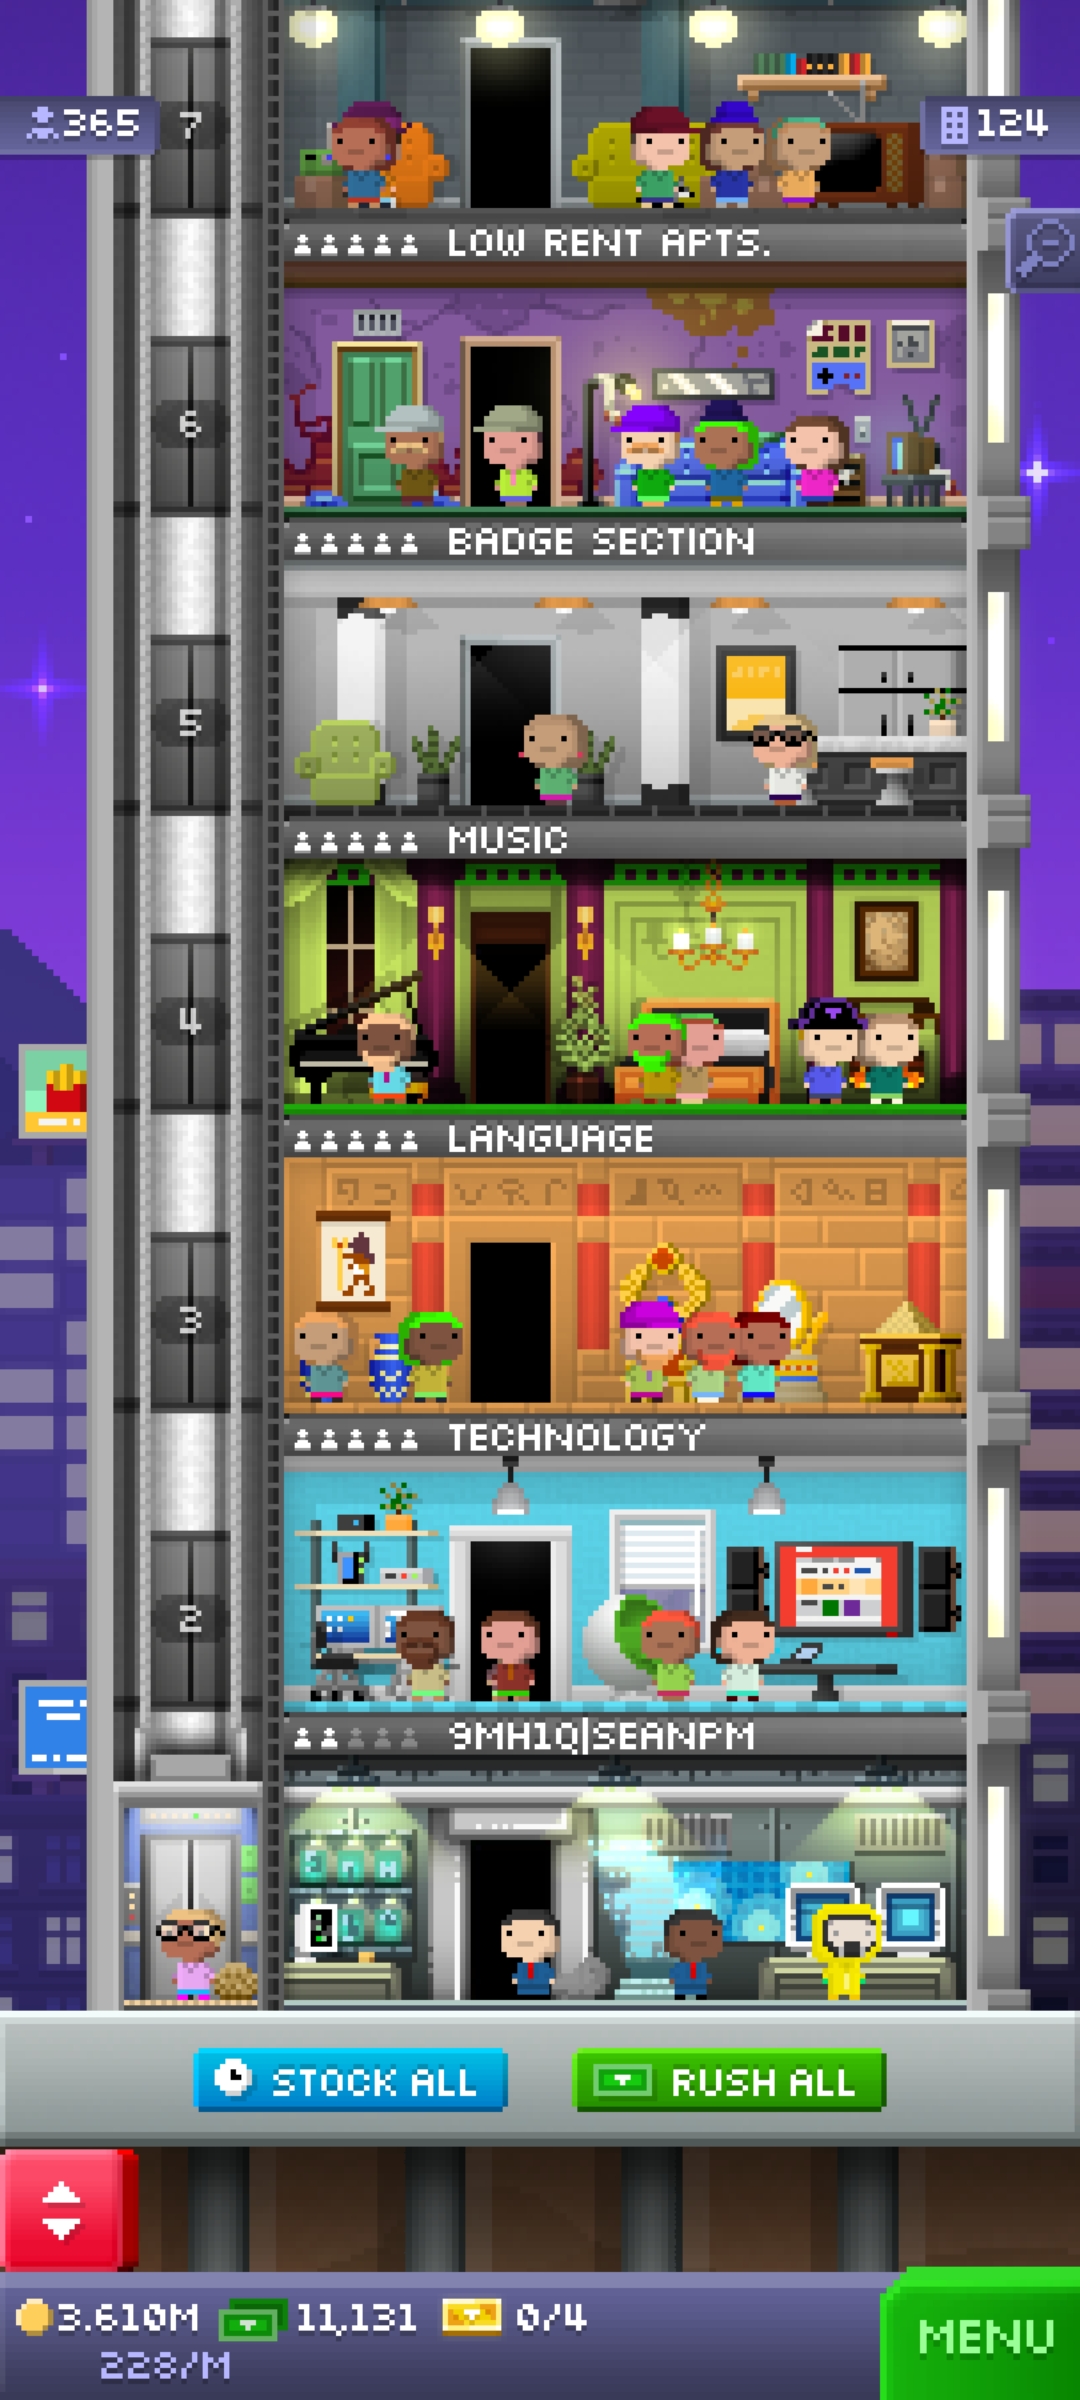 365
7
124
LOW RENT APTS.
6
BADGE SECTION
5
MUSIC
4
LANGUAGE
3
TECHNOLOGY
2
9MH1Q|SEANPM
STOCK ALL
RUSH ALL
3.610M
11,131
0/4
228/M
MENU